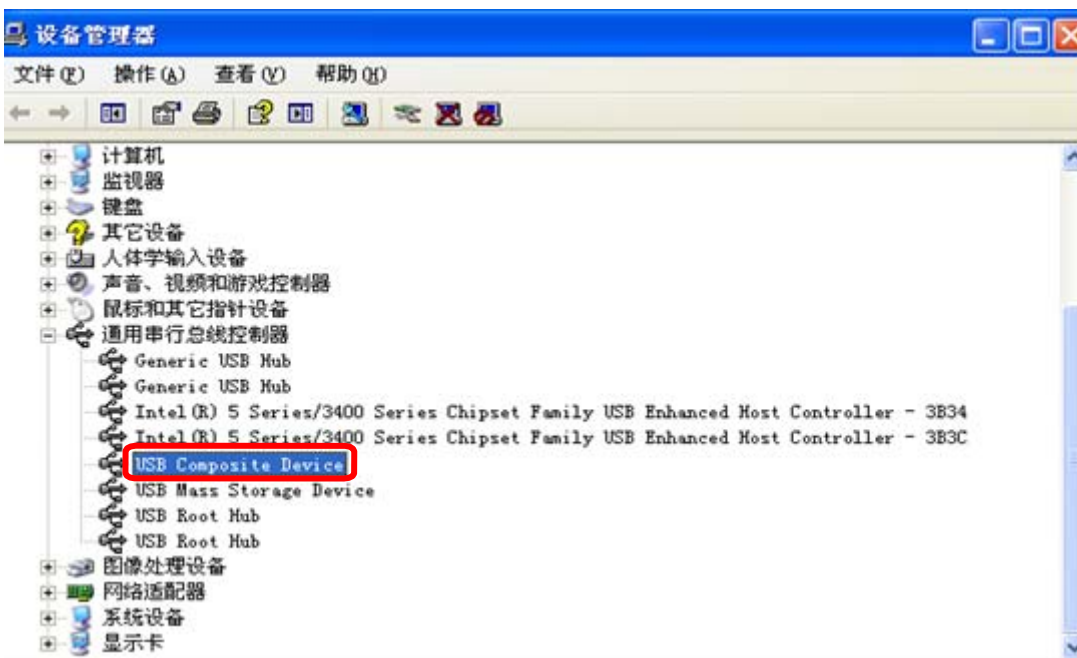 设备管理器
文件(F) 操作(A) 查看(V) 帮助(H)
计算机
监视器
键盘
其它设备
人体学输入设备
声音、视频和游戏控制器
鼠标和其它指针设备
通用串行总线控制器
Generic USB Hub
Generic USB Hub
Intel(R) 5 Series/3400 Series Chipset Family USB Enhanced Host Controller - 3B34
Intel(R) 5 Series/3400 Series Chipset Family USB Enhanced Host Controller - 3B3C
USB Composite Device
USB Mass Storage Device
USB Root Hub
USB Root Hub
图像处理设备
网络适配器
系统设备
显示卡